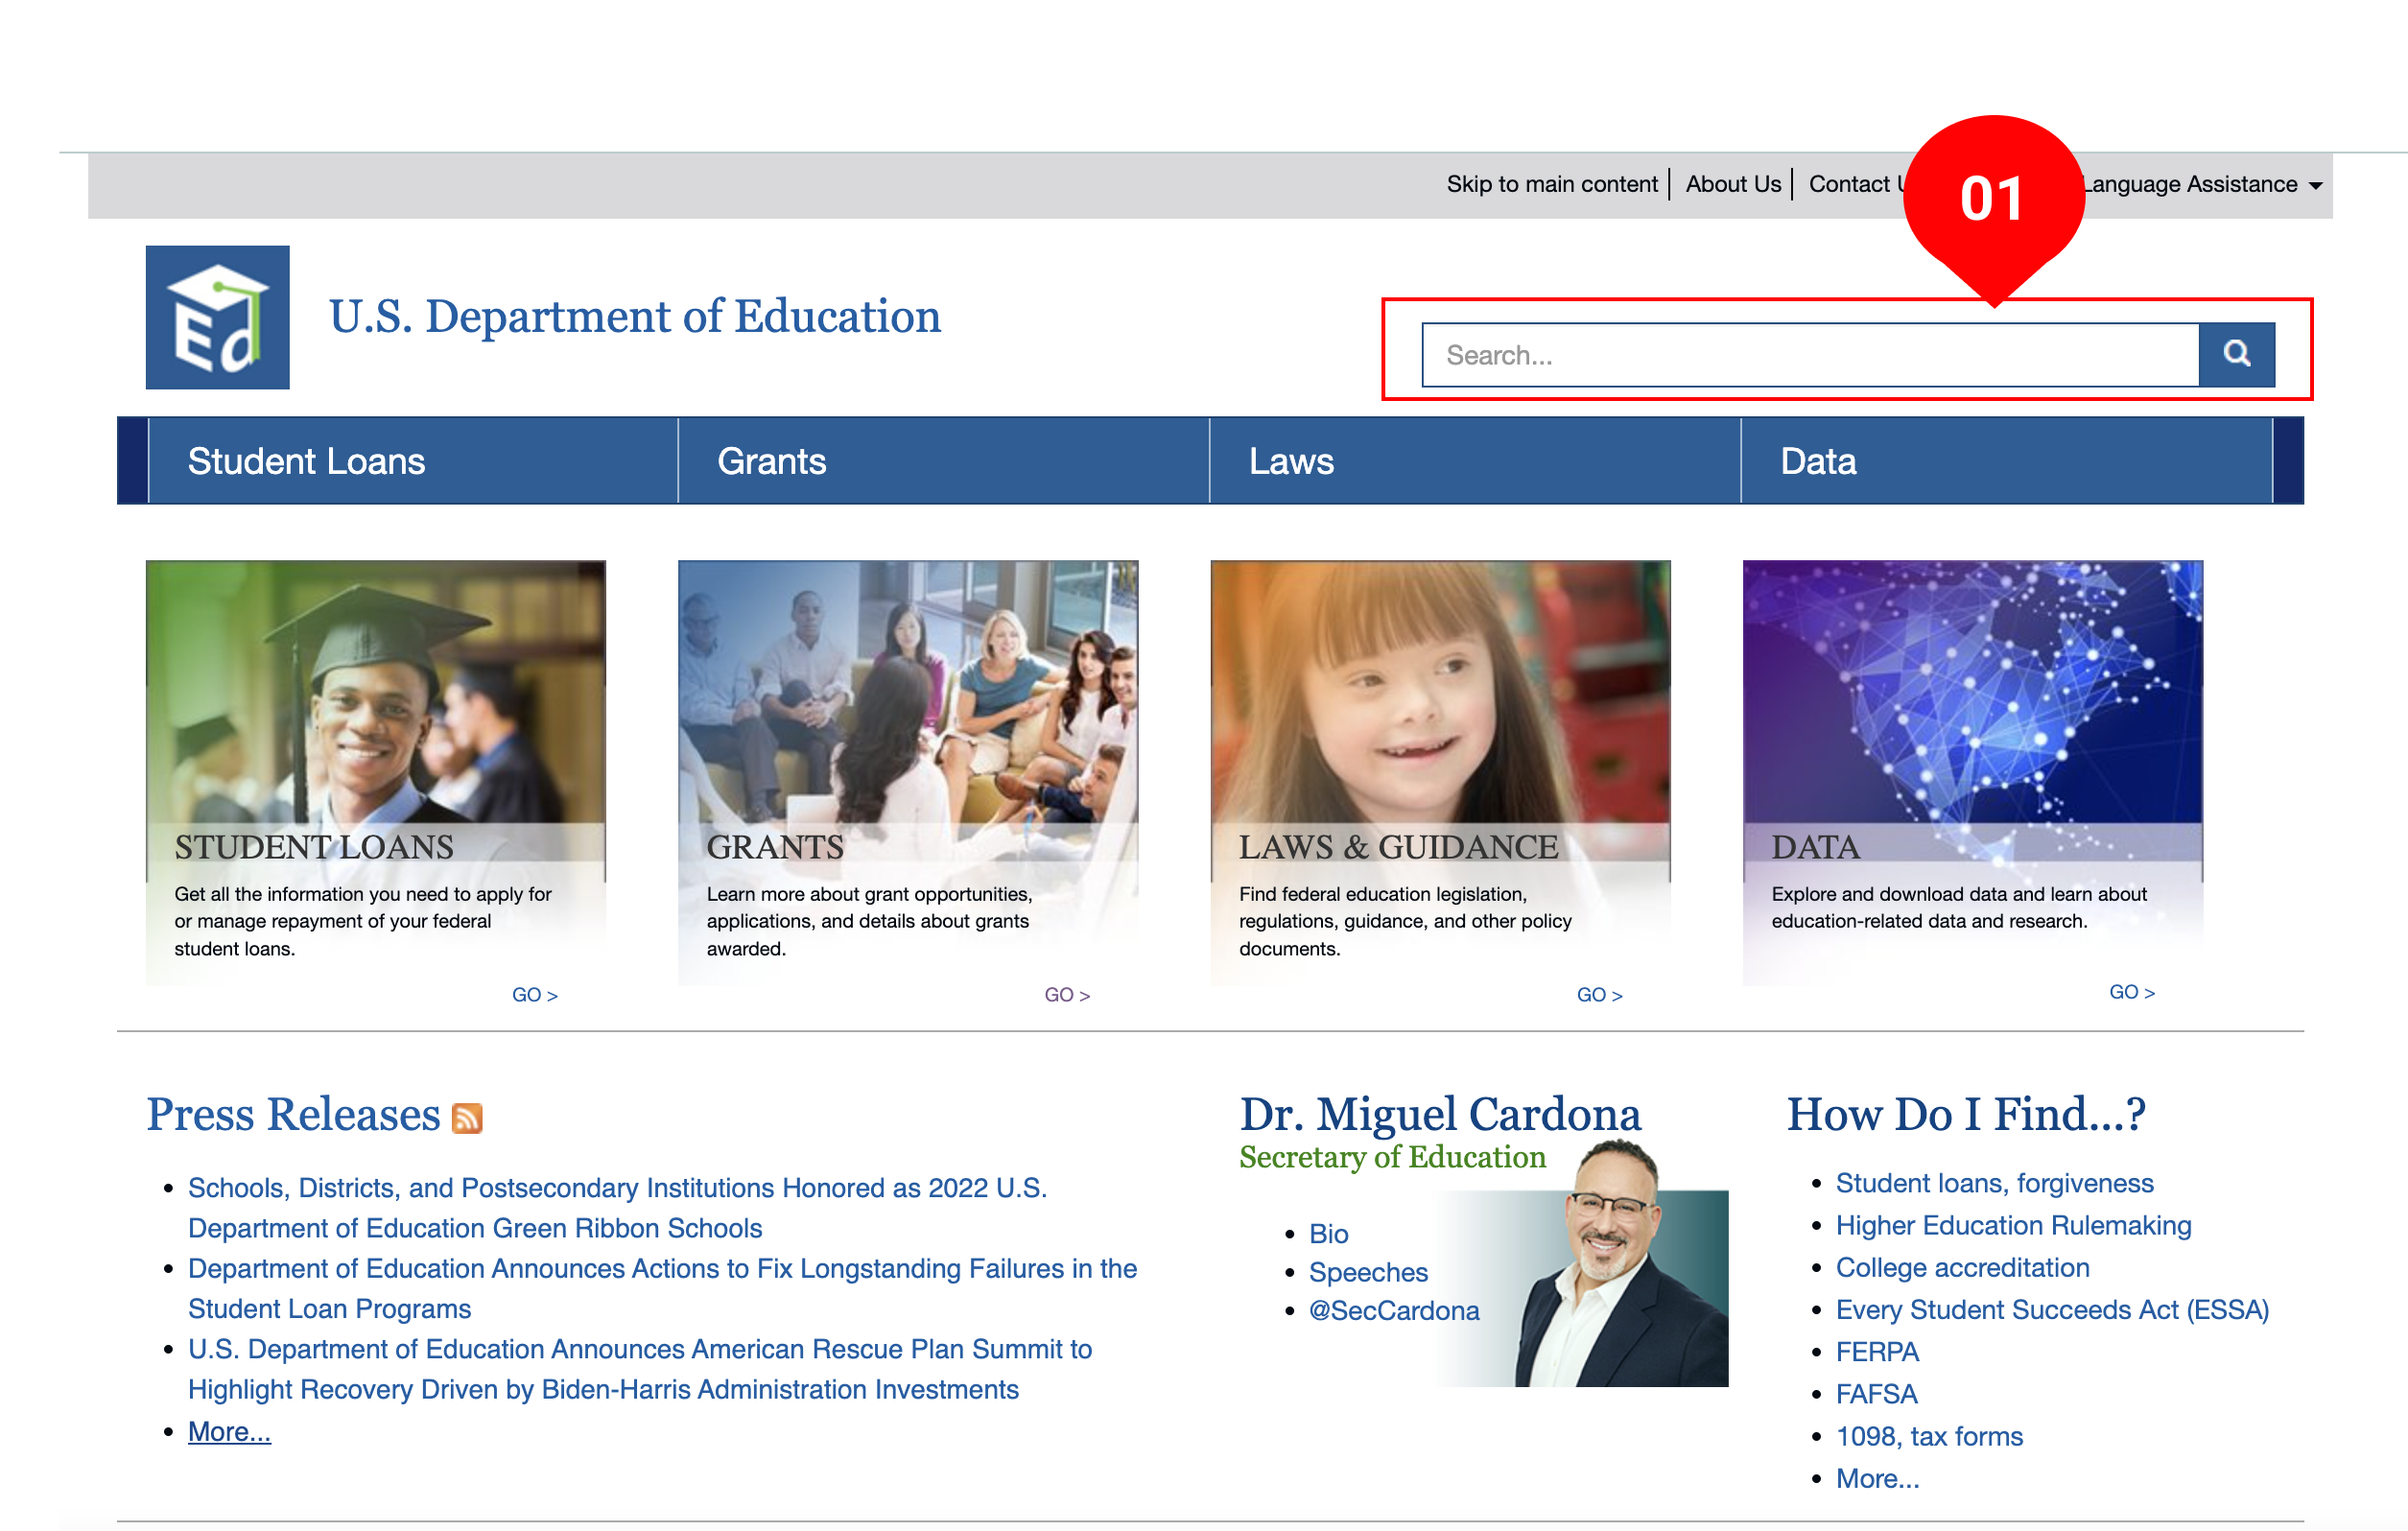 Skip to main content
About Us
Contact
01
Language Assistance
Ed
U.S. Department of Education
Search...
Student Loans
Grants
Laws
Data
STUDENT LOANS
Get all the information you need to apply for
or manage repayment of your federal
student loans.
GO >
GRANTS
Learn more about grant opportunities,
applications, and details about grants
awarded.
GO >
LAWS & GUIDANCE
Find federal education legislation,
regulations, guidance, and other policy
documents.
GO >
DATA
Explore and download data and learn about
education-related data and research.
GO >
Press Releases
Schools, Districts, and Postsecondary Institutions Honored as 2022 U.S.
Department of Education Green Ribbon Schools
Department of Education Announces Actions to Fix Longstanding Failures in the
Student Loan Programs
U.S. Department of Education Announces American Rescue Plan Summit to
Highlight Recovery Driven by Biden-Harris Administration Investments
More...
Dr. Miguel Cardona
Secretary of Education
Bio
Speeches
@SecCardona
How Do I Find...?
Student loans, forgiveness
Higher Education Rulemaking
College accreditation
Every Student Succeeds Act (ESSA)
FERPA
FAFSA
1098, tax forms
More...